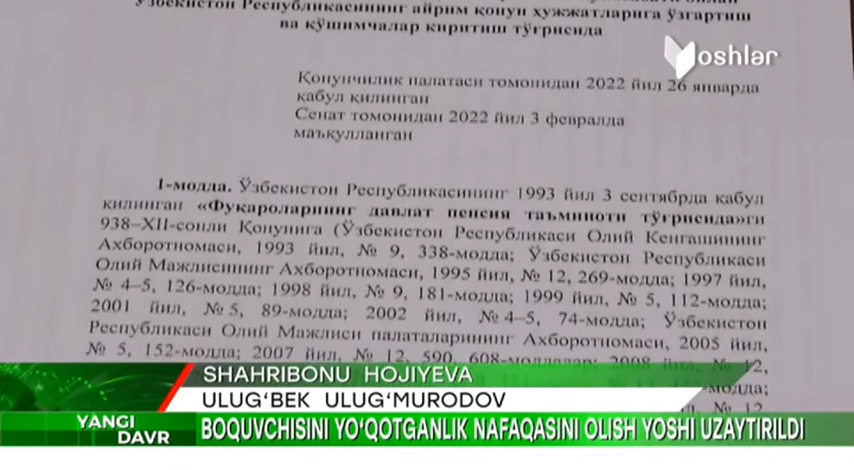 Ўзбекистон Республикасининг айрим қонун ҳужжатларига ўзгартиш
ва қўшимчалар киритиш тўғрисида
Yoshlar
Қонунчилик палатаси томонидан 2022 йил 26 январда
қабул қилинган
Сенат томонидан 2022 йил 3 февралда
маъқулланган
1-модда. Ўзбекистон Республикасининг 1993 йил 3 сентябрда қабул
қилинган «Фуқароларнинг давлат пенсия таъминоти тўғрисида»ги
938–XII-сонли Қонунига (Ўзбекистон Республикаси Олий Кенгашининг
Ахборотномаси, 1993 йил, № 9, 338-модда; Ўзбекистон Республикаси
Олий Мажлисининг Ахборотномаси, 1995 йил, № 12, 269-модда; 1997 йил,
№ 4–5, 126-модда; 1998 йил, № 9, 181-модда; 1999 йил, № 5, 112-модда;
2001 йил, № 5, 89-модда; 2002 йил, № 4–5, 74-модда; Ўзбекистон
Республикаси Олий Мажлиси палаталарининг Ахборотномаси, 2005 йил,
№ 5, 152-модда; 2007 йил, № 12, 590, 608-моддалар; 2008 йил, № 12,
-модда;
№ 12
SHAHRIBONU HOJIYEVA
ULUG‘BEK ULUG‘MURODOV
YANGI
DAVR
BOQUVCHISINI YO‘QOTGANLIK NAFAQASINI OLISH YOSHI UZAYTIRILDI